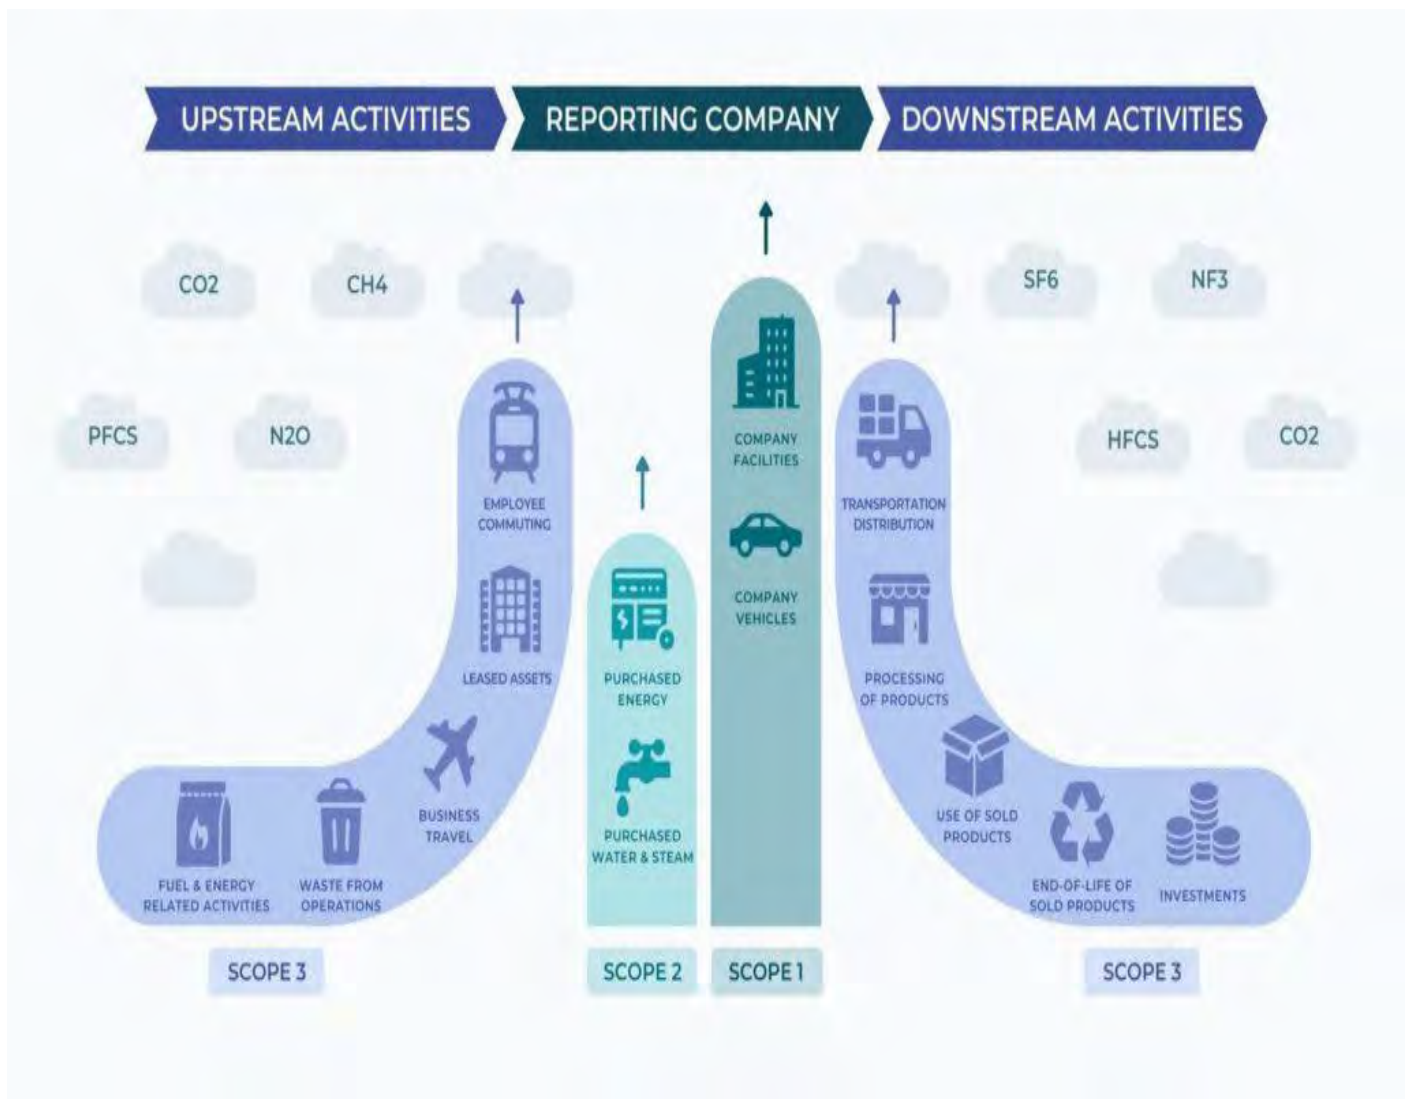 UPSTREAM ACTIVITIES
REPORTING COMPANY
DOWNSTREAM ACTIVITIES
CO2
CH4
SF6
NF3
PFCS
N2O
HFCS
CO2
EMPLOYEE
COMMUTING
LEASED ASSETS
BUSINESS
TRAVEL
FUEL & ENERGY
RELATED ACTIVITIES
WASTE FROM
OPERATIONS
SCOPE 3
PURCHASED
ENERGY
PURCHASED
WATER & STEAM
SCOPE 2
COMPANY
FACILITIES
COMPANY
VEHICLES
SCOPE 1
TRANSPORTATION
DISTRIBUTION
PROCESSING
OF PRODUCTS
USE OF SOLD
PRODUCTS
END-OF-LIFE OF
SOLD PRODUCTS
INVESTMENTS
SCOPE 3